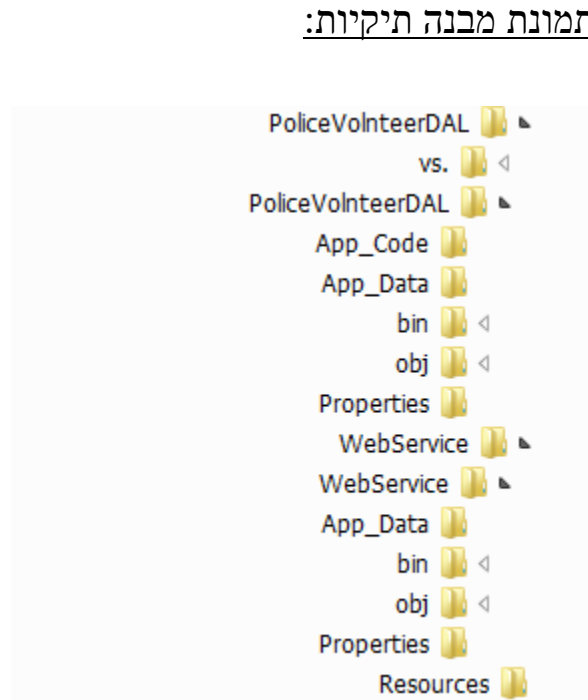 תמונת מבנה תיקיות:
PoliceVolnteerDAL
vs.
PoliceVolnteerDAL
App_Code
App_Data
bin
obj
Properties
WebService
WebService
App_Data
bin
obj
Properties
Resources